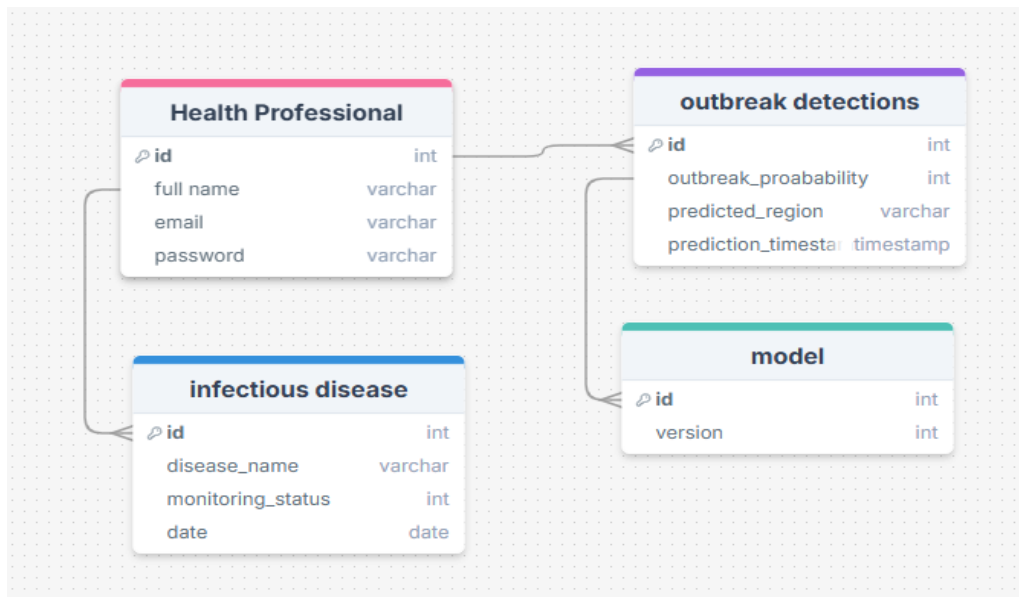 Health Professional
id int
full name varchar
email varchar
password varchar
outbreak detections
id int
outbreak_proabability int
predicted_region varchar
prediction_timesta timestamp
infectious disease
id int
disease_name varchar
monitoring_status int
date date
model
id int
version int